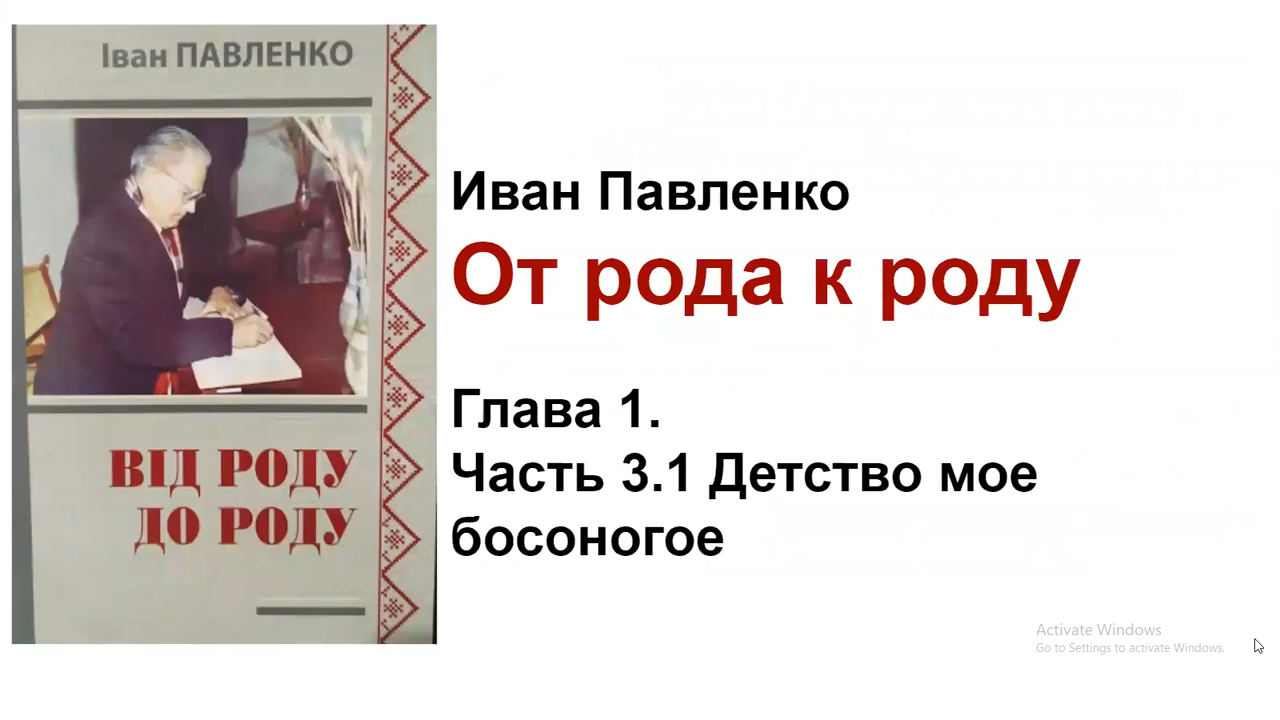 Іван ПАВЛЕНКО
ВІД РОДУ
ДО РОДУ
Иван Павленко
От рода к роду
Глава 1.
Часть 3.1 Детство мое
босоногое
Activate Windows
Go to Settings to activate Windows.